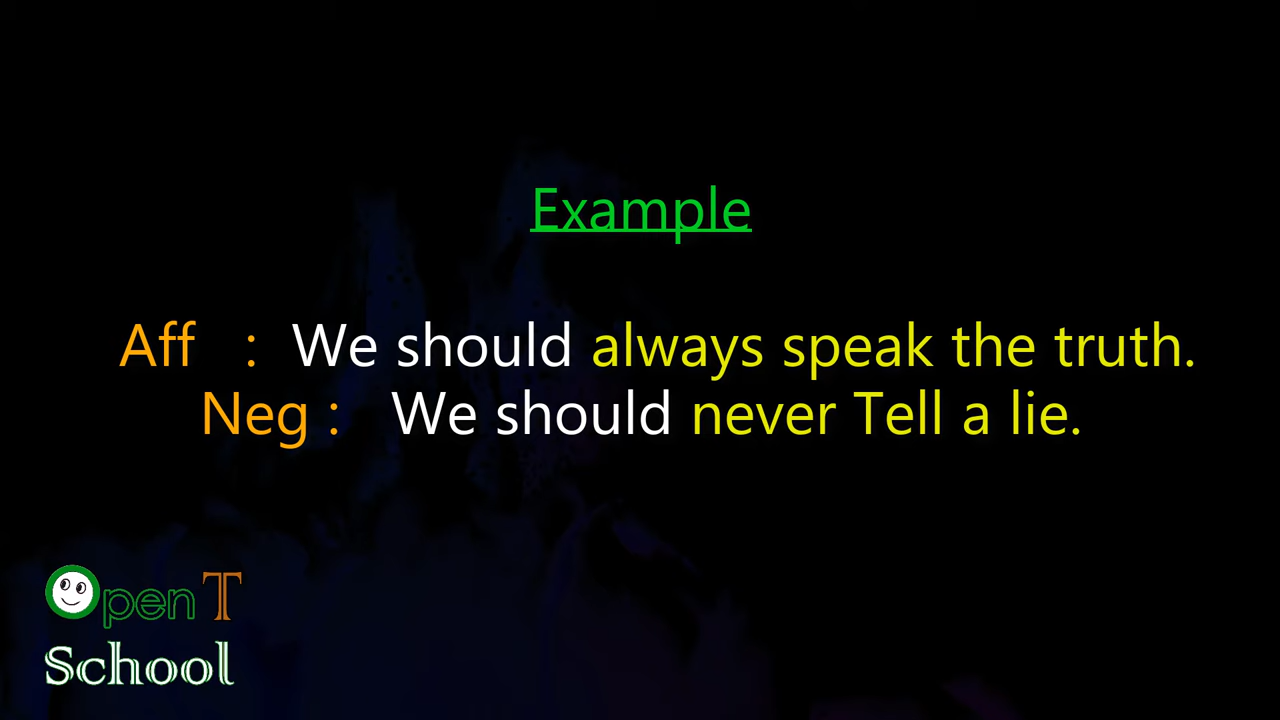 Example
Aff : We should always speak the truth.
Neg : We should never Tell a lie.
Open T
School